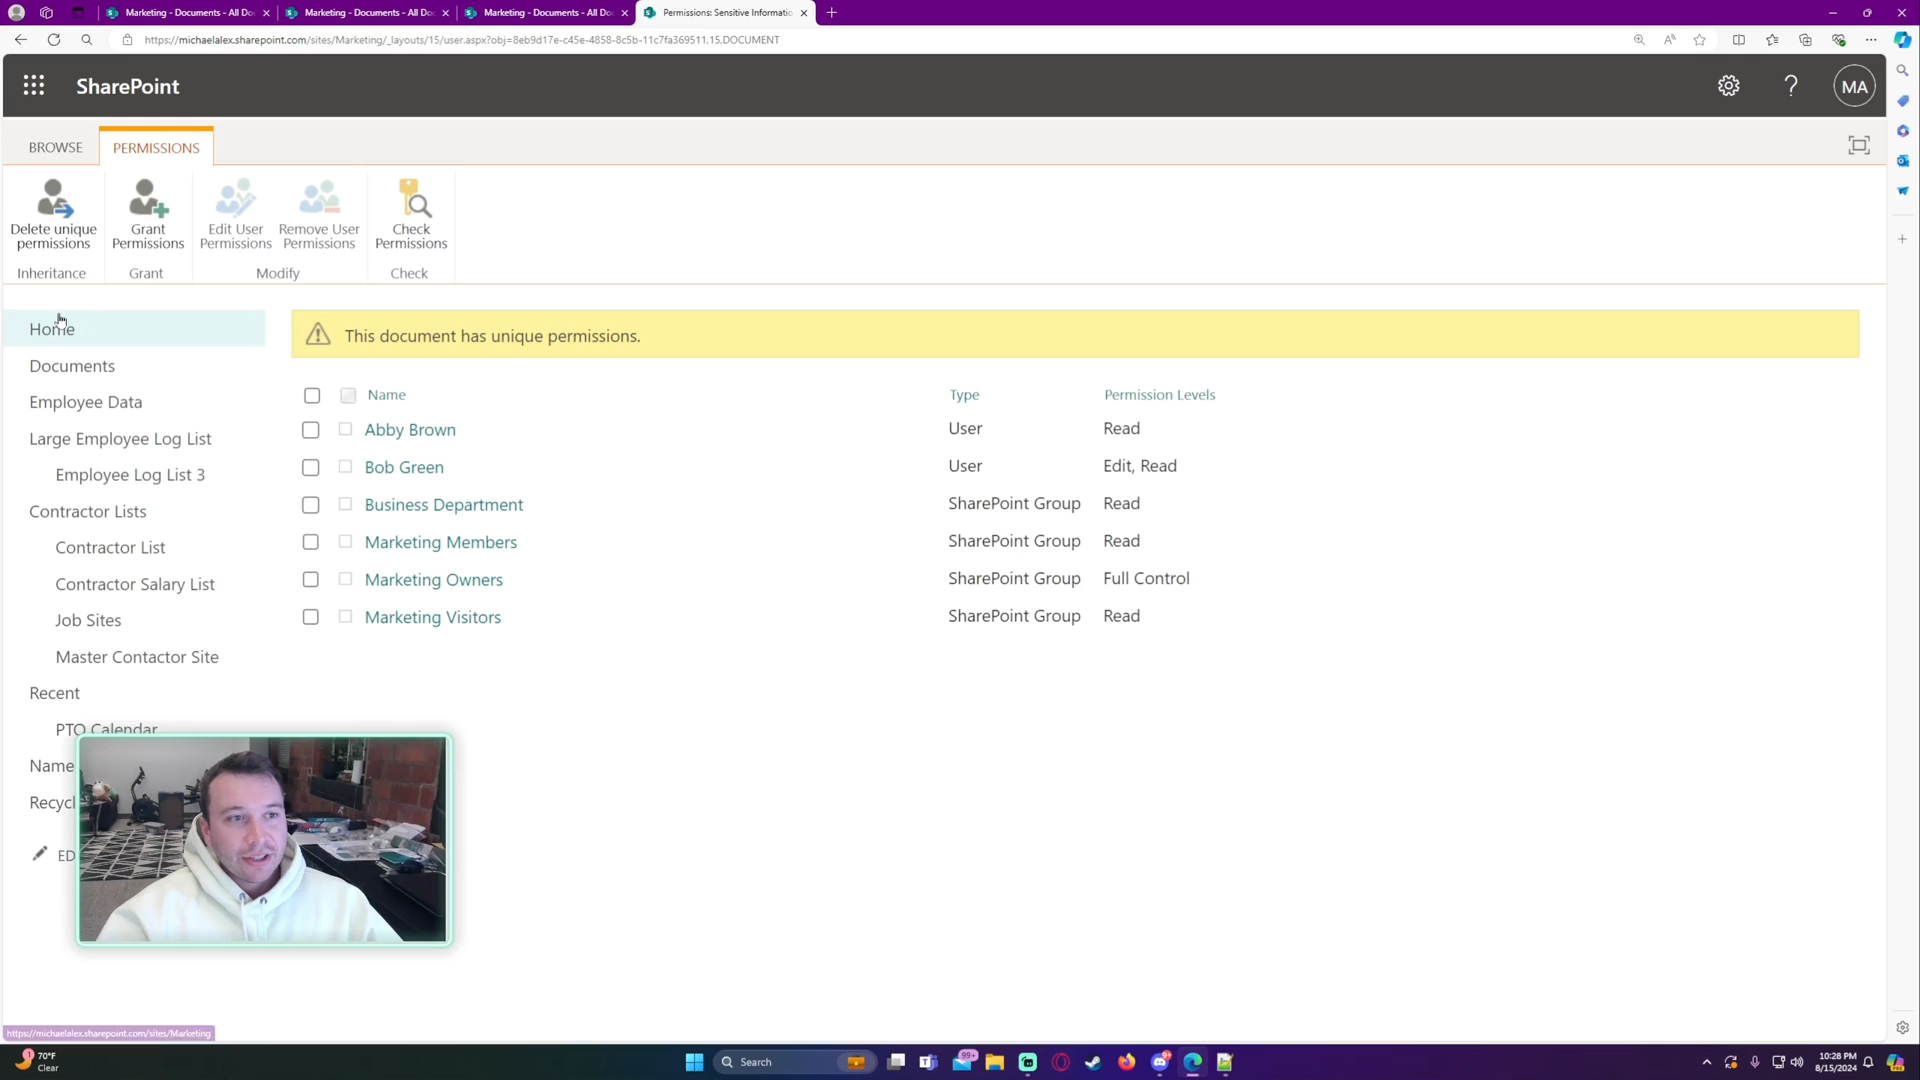 Marketing - Documents - All Do
Marketing - Documents - All Do
Marketing - Documents - All Do
Permissions: Sensitive Informatio
https://michaelalex.sharepoint.com/sites/Marketing/_layouts/15/user.aspx?obj=8eb9d17e-c45e-4858-8c5b-11c7fa369511,15,DOCUMENT
SharePoint
MA
BROWSE
PERMISSIONS
Delete unique permissions
Grant Permissions
Edit User Permissions
Remove User Permissions
Check Permissions
Inheritance
Grant
Modify
Check
Home
Documents
Employee Data
Large Employee Log List
Employee Log List 3
Contractor Lists
Contractor List
Contractor Salary List
Job Sites
Master Contactor Site
Recent
PTO Calendar
Name
Recycl
ED
This document has unique permissions.
Name Type Permission Levels
Abby Brown User Read
Bob Green User Edit, Read
Business Department SharePoint Group Read
Marketing Members SharePoint Group Read
Marketing Owners SharePoint Group Full Control
Marketing Visitors SharePoint Group Read
https://michaelalex.sharepoint.com/sites/Marketing
70°F
Clear
Search
99+
10:28 PM
8/15/2024